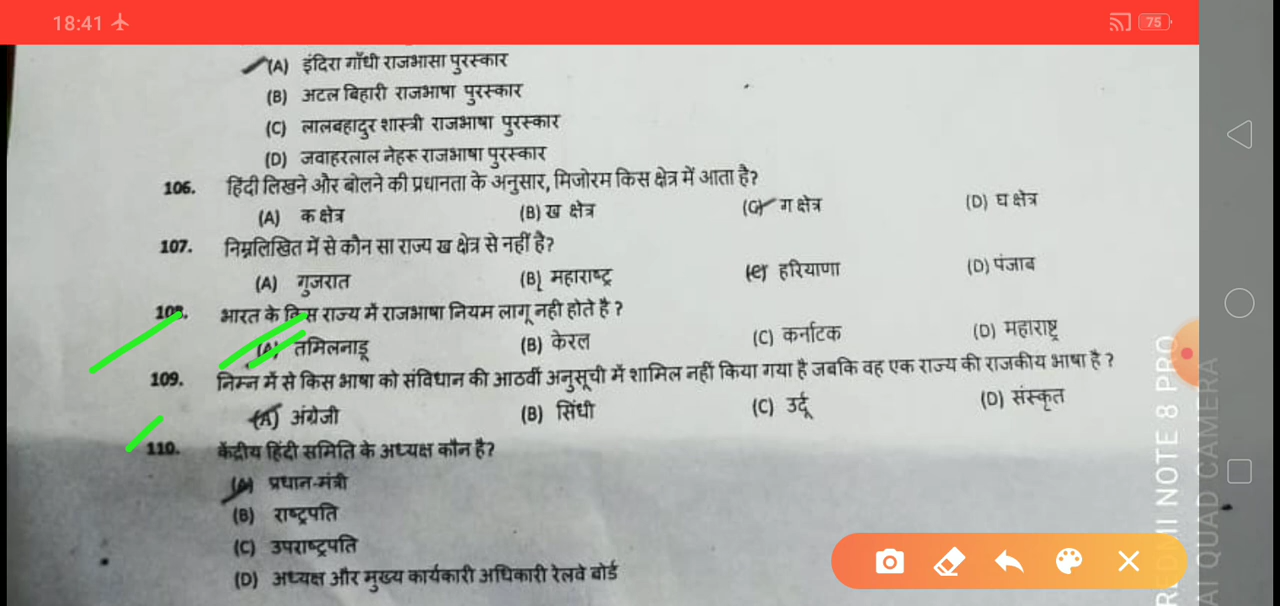 18:41
75
(A) इंदिरा गाँधी राजभासा पुरस्कार
(B) अटल बिहारी राजभाषा पुरस्कार
(C) लालबहादुर शास्त्री राजभाषा पुरस्कार
(D) जवाहरलाल नेहरू राजभाषा पुरस्कार
106. हिंदी लिखने और बोलने की प्रधानता के अनुसार, मिजोरम किस क्षेत्र में आता है?
(A) क क्षेत्र (B) ख क्षेत्र (C) ग क्षेत्र (D) घ क्षेत्र
107. निम्नलिखित में से कौन सा राज्य ख क्षेत्र से नहीं है?
(A) गुजरात (B) महाराष्ट्र (C) हरियाणा (D) पंजाब
108. भारत के किस राज्य में राजभाषा नियम लागू नही होते है ?
(A) तमिलनाडू (B) केरल (C) कर्नाटक (D) महाराष्ट्र
109. निम्न में से किस भाषा को संविधान की आठवीं अनुसूची में शामिल नहीं किया गया है जबकि वह एक राज्य की राजकीय भाषा है ?
(A) अंग्रेजी (B) सिंधी (C) उर्दू (D) संस्कृत
110. केंद्रीय हिंदी समिति के अध्यक्ष कौन है?
(A) प्रधान-मंत्री
(B) राष्ट्रपति
(C) उपराष्ट्रपति
(D) अध्यक्ष और मुख्य कार्यकारी अधिकारी रेलवे बोर्ड
REDMI NOTE 8 PRO
AI QUAD CAMERA